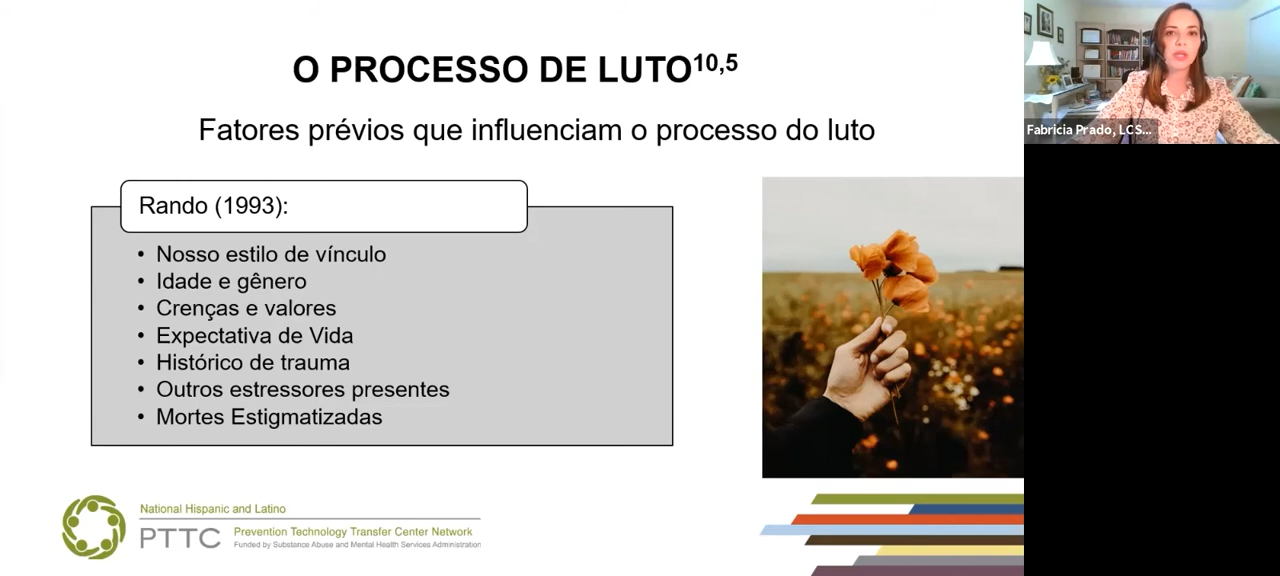 O PROCESSO DE LUTO10,5
Fatores prévios que influenciam o processo do luto
Rando (1993):
• Nosso estilo de vínculo
• Idade e gênero
• Crenças e valores
• Expectativa de Vida
• Histórico de trauma
• Outros estressores presentes
• Mortes Estigmatizadas
National Hispanic and Latino
PTTC Prevention Technology Transfer Center Network
Funded by Substance Abuse and Mental Health Services Administration
Fabricia Prado, LCS...